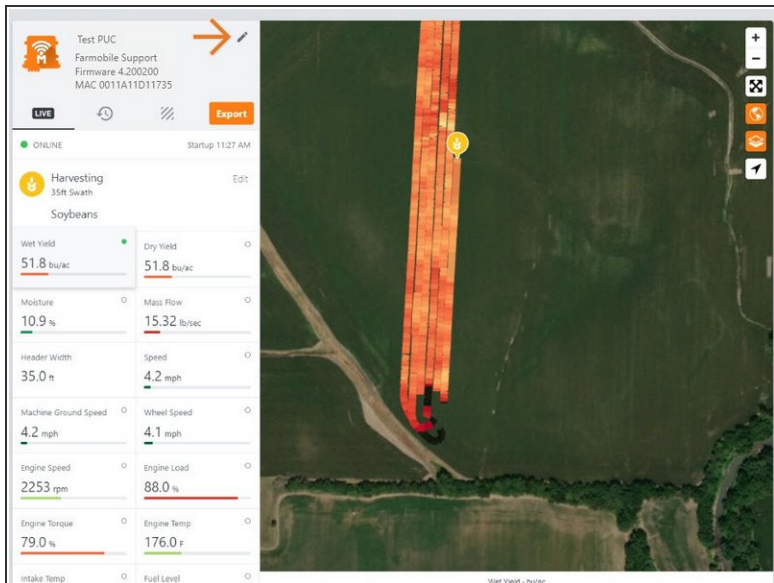 Test PUC
Farmobile Support
Firmware 4.200200
MAC 0011A11D11735
LIVE
Export
ONLINE
Startup 11:27 AM
Harvesting
Edit
35ft Swath
Soybeans
Wet Yield
Dry Yield
51.8 bu/ac
51.8 bu/ac
Moisture
Mass Flow
10.9 %
15.32 lb/sec
Header Width
Speed
35.0 ft
4.2 mph
Machine Ground Speed
Wheel Speed
4.2 mph
4.1 mph
Engine Speed
Engine Load
2253 rpm
88.0 %
Engine Torque
Engine Temp
79.0 %
176.0 F
Intake Temp
Fuel Level
Wet Yield - bu/ac